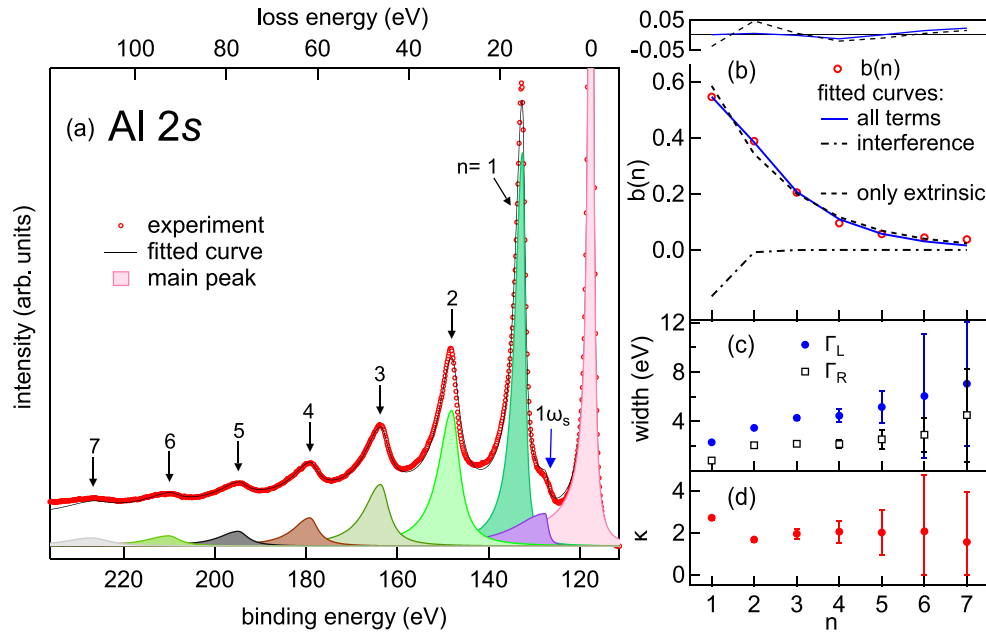 loss energy (eV)
100 80 60 40 20 0
(a) Al 2s
n= 1
experiment
fitted curve
main peak
2
3
4
5
6
7
1ωs
intensity (arb. units)
220 200 180 160 140 120
binding energy (eV)
0.05
-0.05
(b)
b(n)
fitted curves:
all terms
interference
only extrinsic
0.6
0.4
0.2
0.0
b(n)
12
8
4
0
width (eV)
(c)
ΓL
ΓR
4
2
0
κ
(d)
1 2 3 4 5 6 7
n